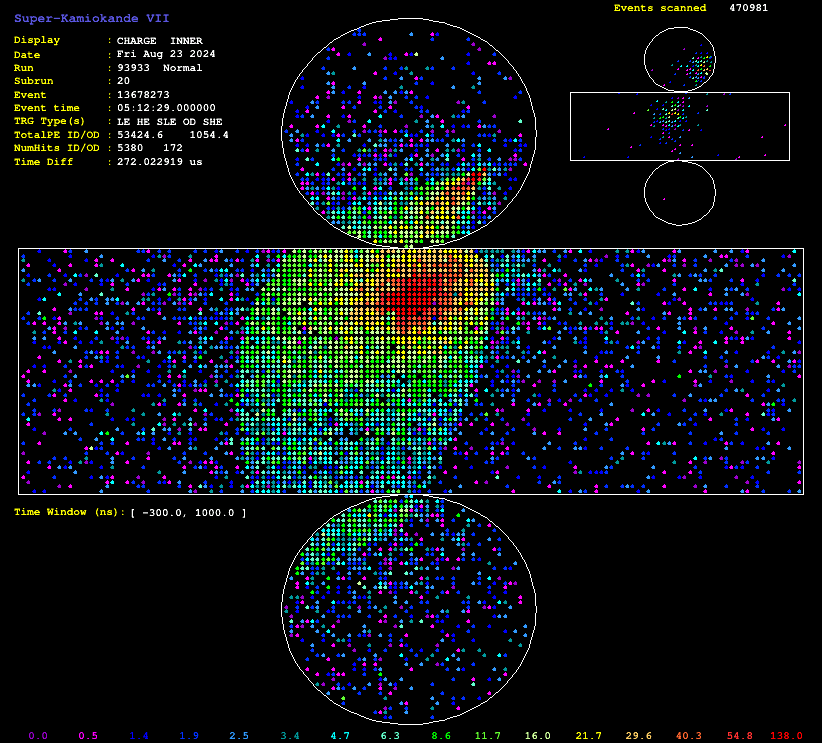 Events scanned 470981
Super-Kamiokande VII
Display : CHARGE INNER
Date : Fri Aug 23 2024
Run : 93933 Normal
Subrun : 20
Event : 13678273
Event time : 05:12:29.000000
TRG Type(s) : LE HE SLE OD SHE
TotalPE ID/OD : 53424.6 1054.4
NumHits ID/OD : 5380 172
Time Diff : 272.022919 us
Time Window (ns): [ -300.0, 1000.0 ]
0.0 0.5 1.4 1.9 2.5 3.4 4.7 6.3 8.6 11.7 16.0 21.7 29.6 40.3 54.8 138.0